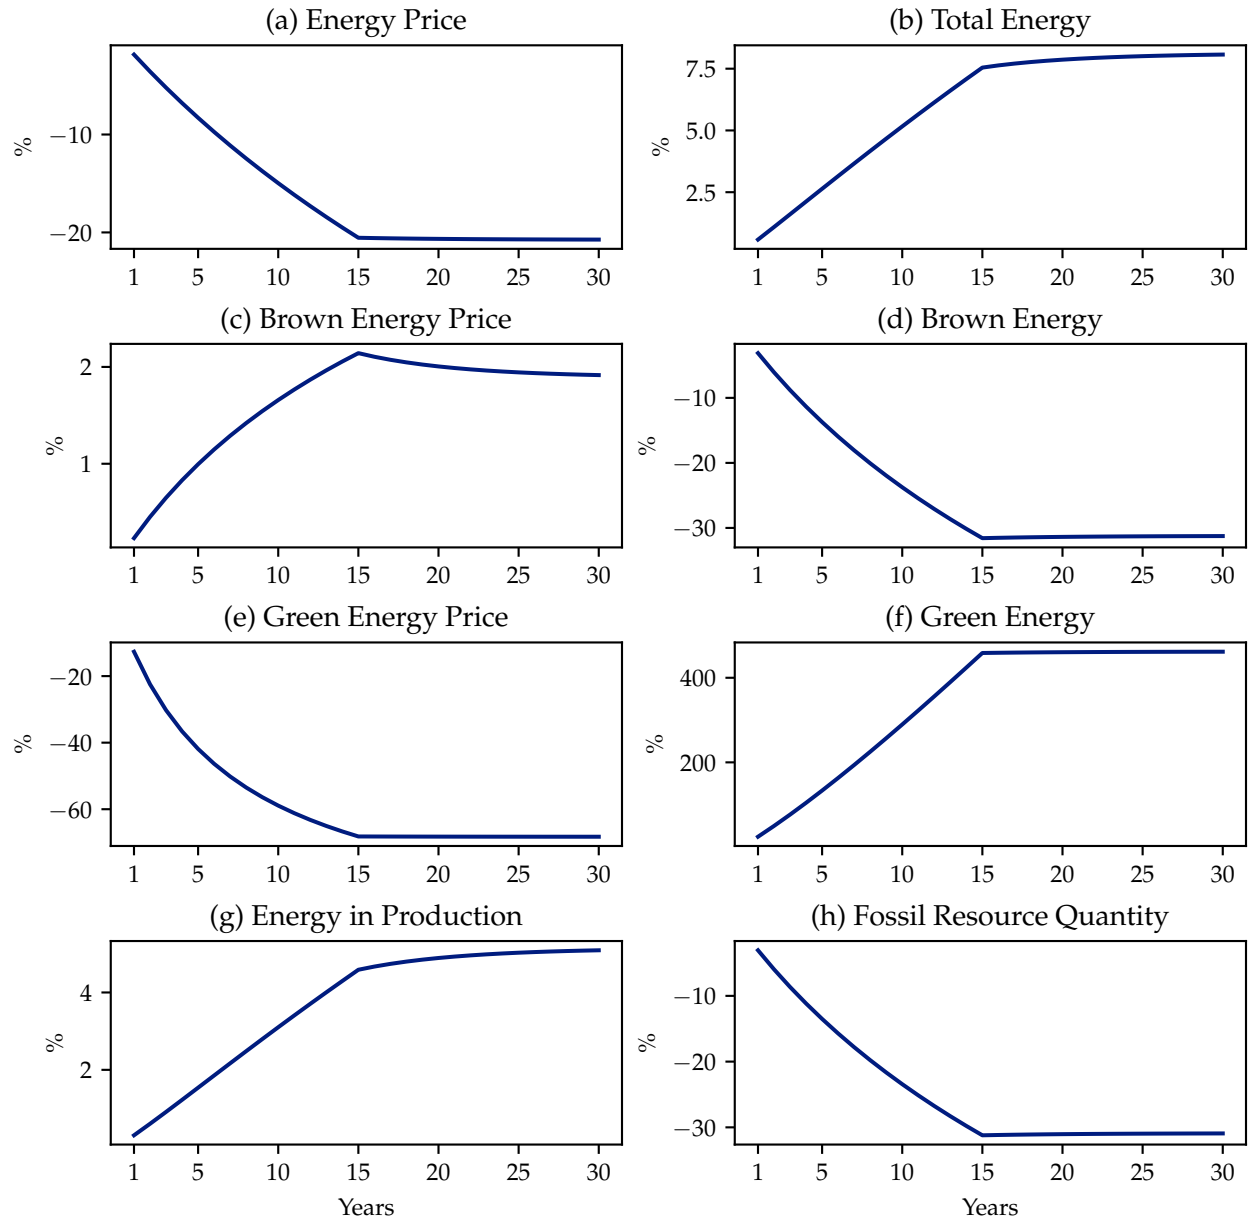 (a) Energy Price
%
−10
−20
1 5 10 15 20 25 30
(b) Total Energy
%
7.5
5.0
2.5
1 5 10 15 20 25 30
(c) Brown Energy Price
%
2
1
1 5 10 15 20 25 30
(d) Brown Energy
%
−10
−20
−30
1 5 10 15 20 25 30
(e) Green Energy Price
%
−20
−40
−60
1 5 10 15 20 25 30
(f) Green Energy
%
400
200
1 5 10 15 20 25 30
(g) Energy in Production
%
4
2
1 5 10 15 20 25 30
Years
(h) Fossil Resource Quantity
%
−10
−20
−30
1 5 10 15 20 25 30
Years